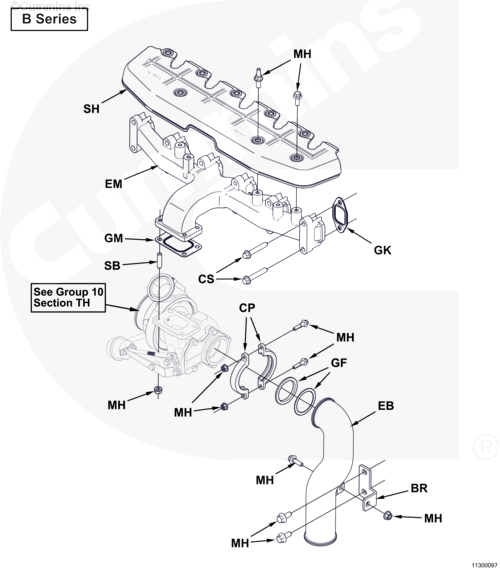 ©Cummins Inc.
B Series
MH
SH
EM
GM
GK
SB
CS
See Group 10
Section TH
CP
MH
GF
MH
MH
EB
MH
BR
MH
MH
11300097
Cummins
®